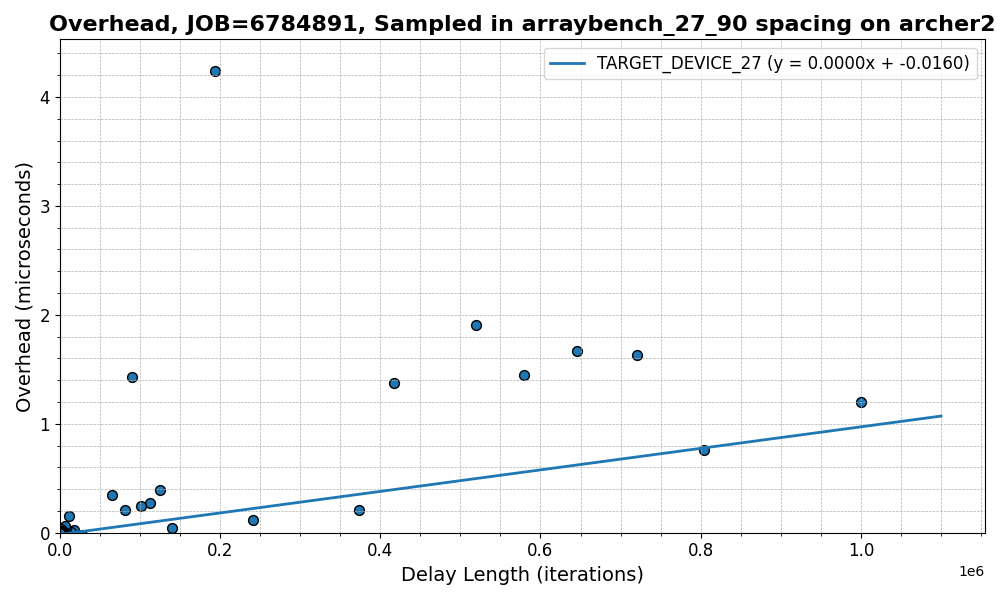 Overhead, JOB=6784891, Sampled in arraybench_27_90 spacing on archer2
TARGET_DEVICE_27 (y = 0.0000x + -0.0160)
Overhead (microseconds)
4
3
2
1
0
0.0 0.2 0.4 0.6 0.8 1.0
1e6
Delay Length (iterations)